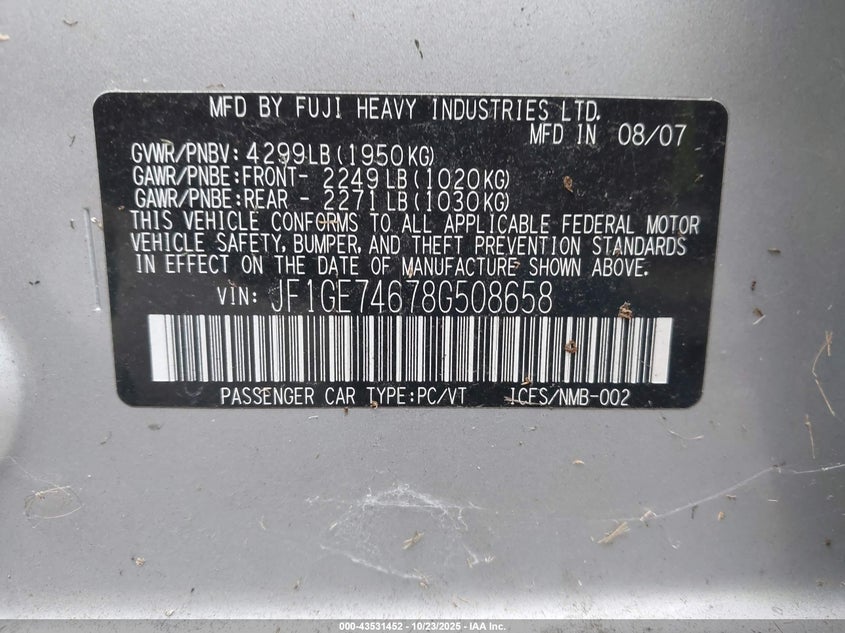 MFD BY FUJI HEAVY INDUSTRIES LTD.
MFD IN 08/07
GVWR/PNBV: 4299LB(1950KG)
GAWR/PNBE:FRONT- 2249LB(1020KG)
GAWR/PNBE:REAR - 2271LB(1030KG)
THIS VEHICLE CONFORMS TO ALL APPLICABLE FEDERAL MOTOR
VEHICLE SAFETY, BUMPER, AND THEFT PREVENTION STANDARDS
IN EFFECT ON THE DATE OF MANUFACTURE SHOWN ABOVE.
VIN: JF1GE74678G508658
PASSENGER CAR TYPE:PC/VT ICES/NMB-002
000-43531452 - 10/23/2025 - IAA Inc.